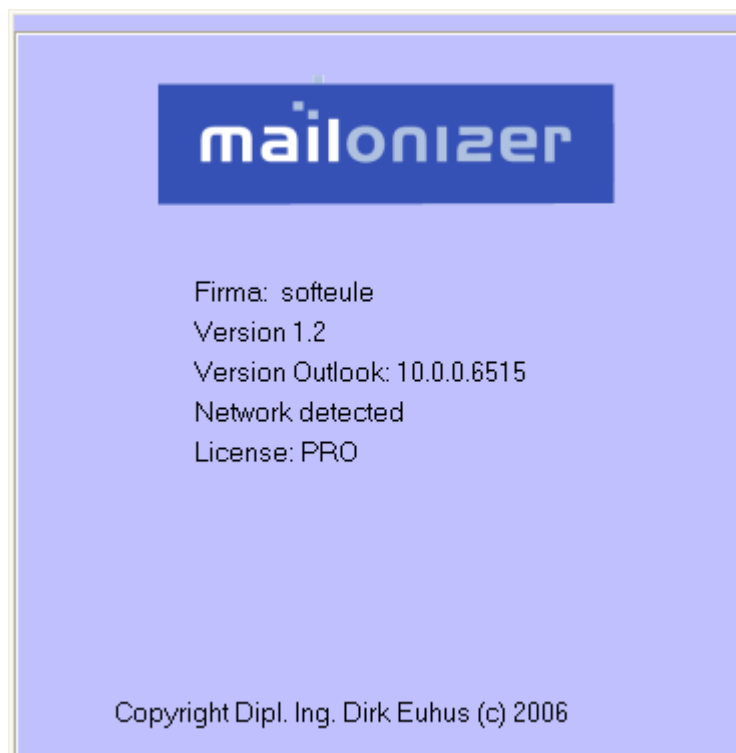 mailonizer
Firma: softeule
Version 1.2
Version Outlook: 10.0.0.6515
Network detected
License: PRO
Copyright Dipl. Ing. Dirk Euhus (c) 2006